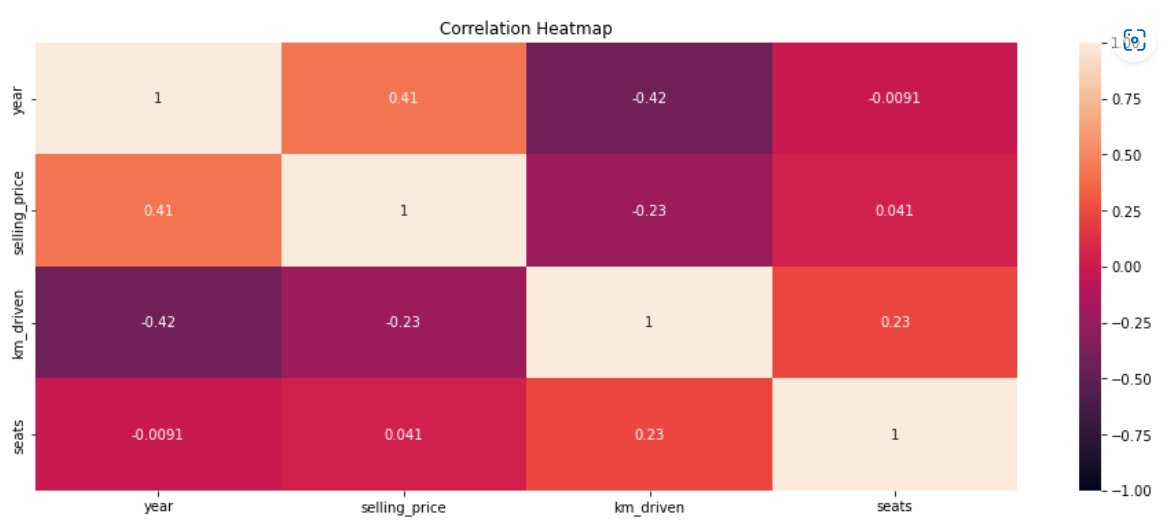 Correlation Heatmap
year
1
0.41
-0.42
-0.0091
selling_price
0.41
1
-0.23
0.041
km_driven
-0.42
-0.23
1
0.23
seats
-0.0091
0.041
0.23
1
year
selling_price
km_driven
seats
0.75
0.50
0.25
0.00
−0.25
−0.50
−0.75
−1.00